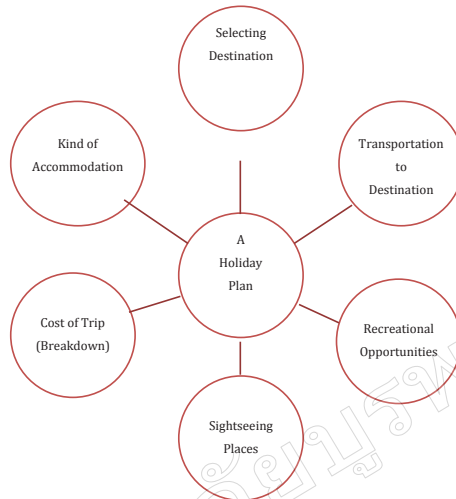 Selecting
Destination
Kind of
Accommodation
Transportation
to
Destination
A
Holiday
Plan
Cost of Trip
(Breakdown)
Recreational
Opportunities
Sightseeing
Places